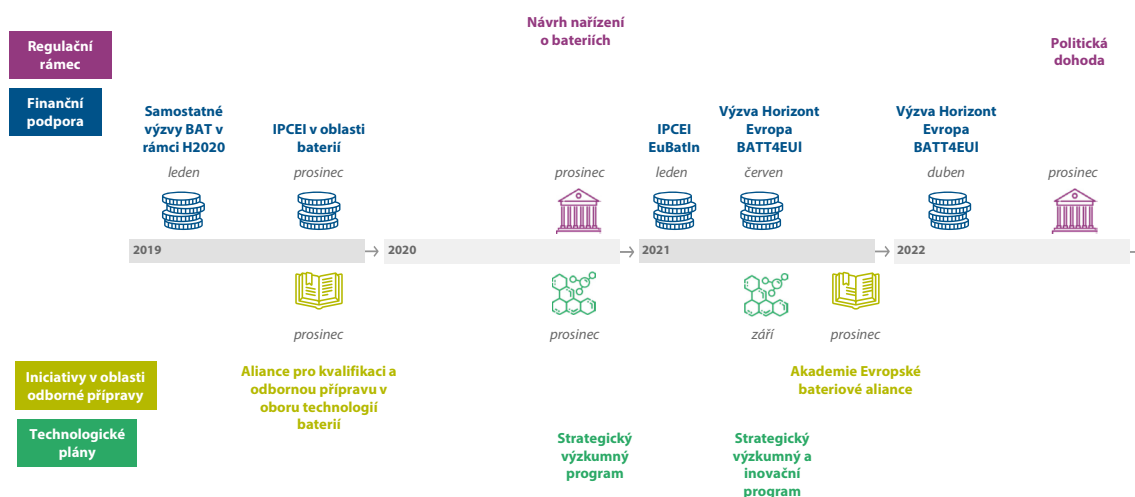 Návrh nařízení
o bateriích
Regulační
rámec
Politická
dohoda
Finanční
podpora
Samostatné
výzvy BAT v
rámci H2020
leden
IPCEI v oblasti
baterií
prosinec
prosinec
IPCEI
EuBatIn
leden
Výzva Horizont
Evropa
BATT4EUI
červen
Výzva Horizont
Evropa
BATT4EUI
duben
prosinec
2019
2020
2021
2022
prosinec
prosinec
září
prosinec
Iniciativy v oblasti
odborné přípravy
Aliance pro kvalifikaci a
odbornou přípravu v
oboru technologií
baterií
Akademie Evropské
bateriové aliance
Technologické
plány
Strategický
výzkumný
program
Strategický
výzkumný a
inovační
program